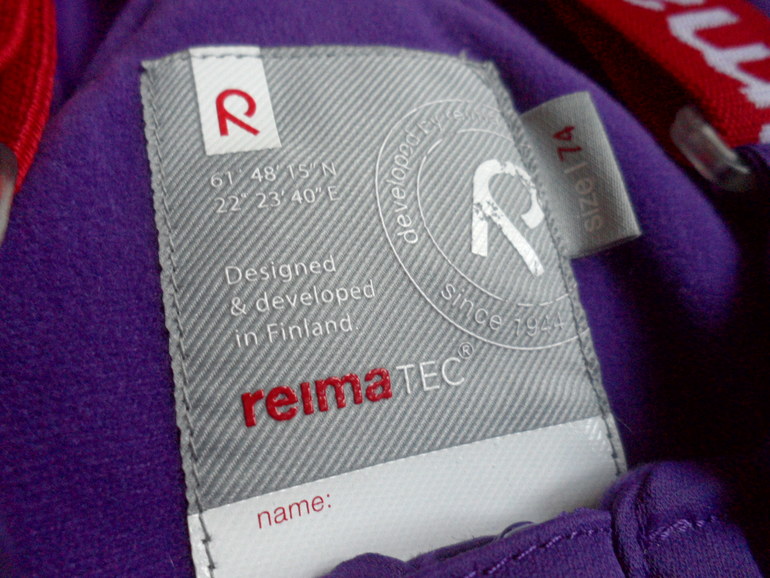 61° 48' 15" N
22° 23' 40" E
developed by reima
since 1944
size | 74
Designed
& developed
in Finland.
reimaTEC®
name: